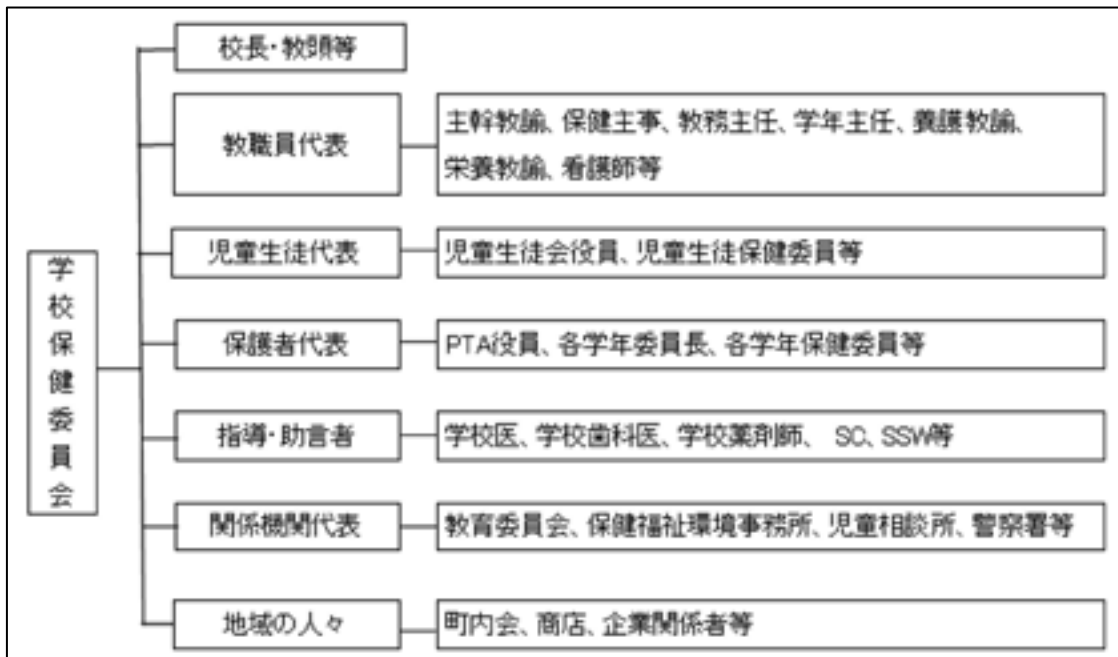 学校保健委員会
校長・教頭等
教職員代表
主幹教諭、保健主事、教務主任、学年主任、養護教諭、
栄養教諭、看護師等
児童生徒代表
児童生徒会役員、児童生徒保健委員等
保護者代表
PTA役員、各学年委員長、各学年保健委員等
指導・助言者
学校医、学校歯科医、学校薬剤師、 SC、SSW等
関係機関代表
教育委員会、保健福祉環境事務所、児童相談所、警察署等
地域の人々
町内会、商店、企業関係者等